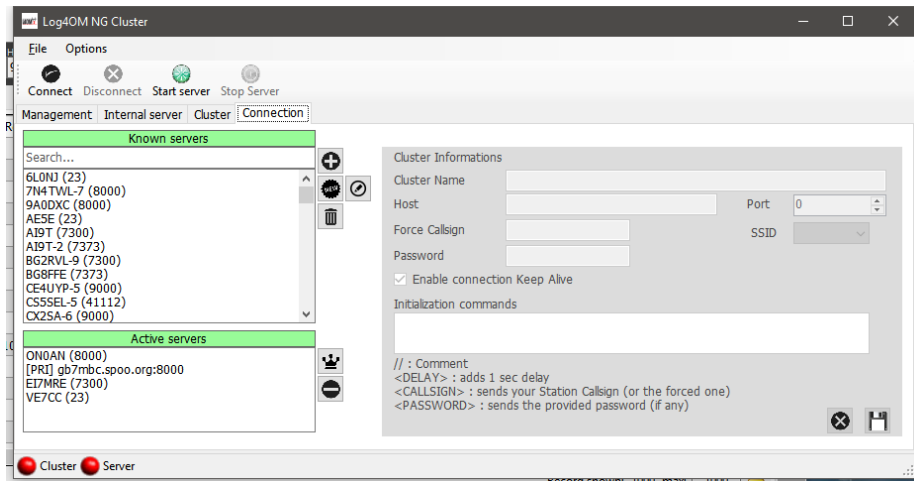 Log4OM NG Cluster
File Options
Connect Disconnect Start server Stop Server
Management Internal server Cluster Connection
Known servers
Search...
6L0NJ (23)
7N4TWL-7 (8000)
9A0DXC (8000)
AE5E (23)
AI9T (7300)
AI9T-2 (7373)
BG2RVL-9 (7300)
BG8FFE (7373)
CE4UYP-5 (9000)
CS5SEL-5 (41112)
CX2SA-6 (9000)
NEW
Active servers
ON0AN (8000)
[PRI] gb7mbc.spoo.org:8000
EI7MRE (7300)
VE7CC (23)
Cluster Informations
Cluster Name
Host Port 0
Force Callsign SSID
Password
Enable connection Keep Alive
Initialization commands
// : Comment
<DELAY> : adds 1 sec delay
<CALLSIGN> : sends your Station Callsign (or the forced one)
<PASSWORD> : sends the provided password (if any)
Cluster Server